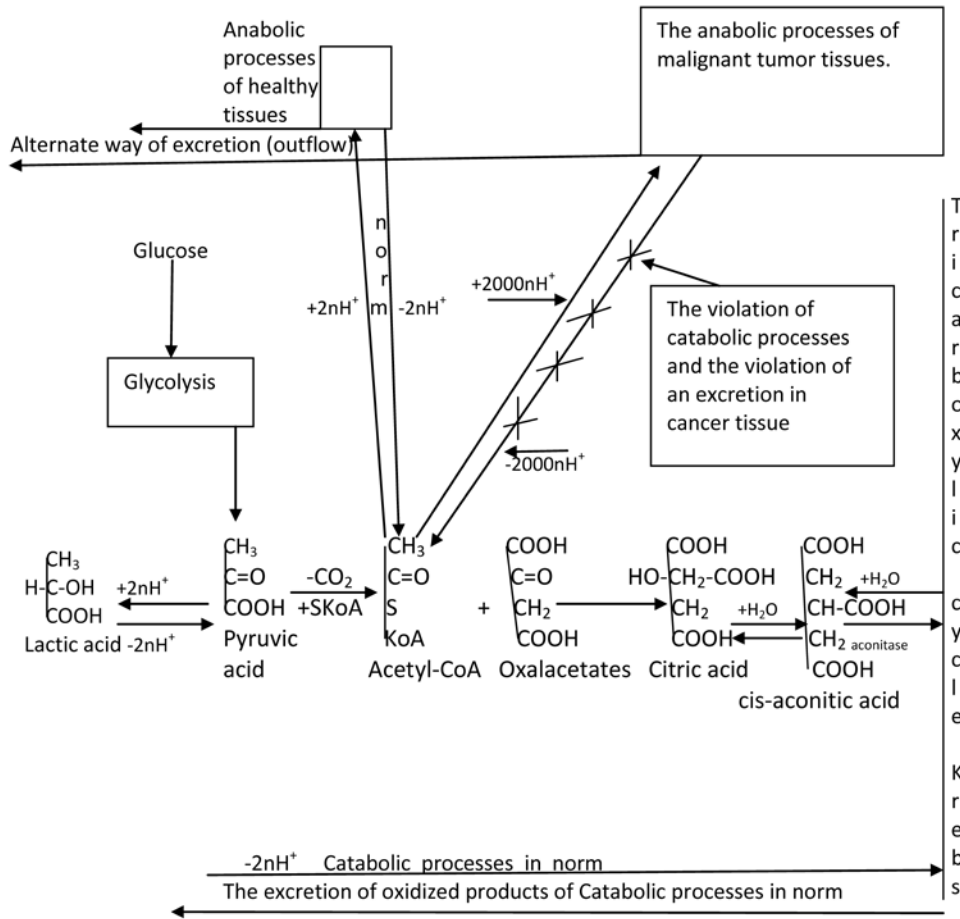 Anabolic
processes
of healthy
tissues
The anabolic processes of
malignant tumor tissues.
Alternate way of excretion (outflow)
norm
Glucose
+2nH⁺
-2nH⁺
+2000nH⁺
The violation of
catabolic processes
and the violation of
an excretion in
cancer tissue
-2000nH⁺
Glycolysis
CH₃
H-C-OH
COOH
Lactic acid
+2nH⁺
-2nH⁺
CH₃
C=O
COOH
Pyruvic
acid
-CO₂
+SKoA
CH₃
C=O
S
KoA
Acetyl-CoA
+
COOH
C=O
CH₂
COOH
Oxalacetates
COOH
HO-CH₂-COOH
CH₂
COOH
Citric acid
+H₂O
COOH
CH₂
CH-COOH
CH₂
COOH
aconitase
cis-aconitic acid
+H₂O
Tricarboxylic
cycle
Krebs
-2nH⁺ Catabolic processes in norm
The excretion of oxidized products of Catabolic processes in norm